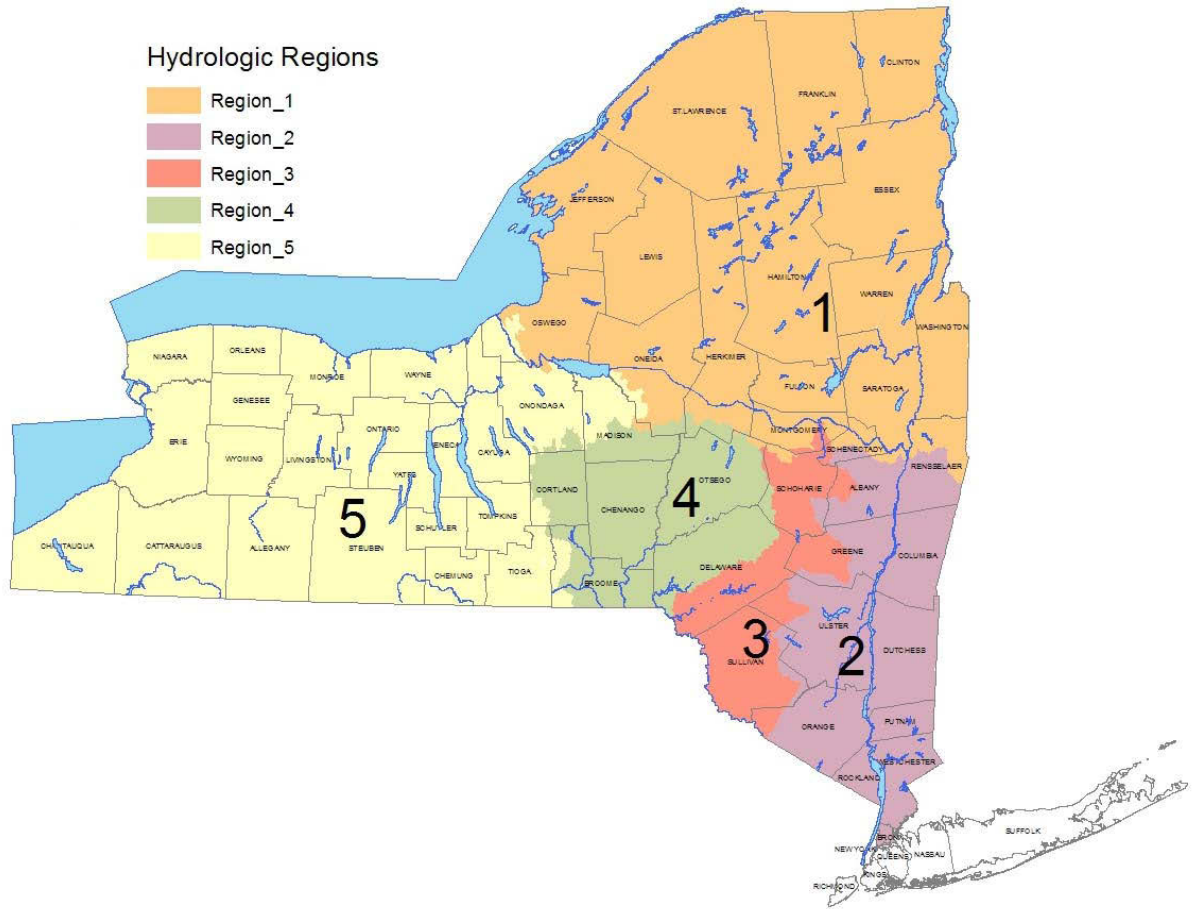 Hydrologic Regions
Region_1
Region_2
Region_3
Region_4
Region_5
CLINTON
FRANKLIN
ST.LAWRENCE
ESSEX
JEFFERSON
LEWIS
HAMILTON
WARREN
1
OSWEGO
WASHINGTON
ONEIDA
HERKIMER
NIAGARA
ORLEANS
MONROE
WAYNE
FULTON
SARATOGA
GENESEE
ONONDAGA
ONTARIO
MONTGOMERY
MADISON
ERIE
SENECA
SCHENECTADY
WYOMING
LIVINGSTON
CAYUGA
RENSSELAER
YATES
OTSEGO
CORTLAND
SCHOHARIE
ALBANY
4
5
CHENANGO
TOMPKINS
SCHUYLER
CHAUTAUQUA
CATTARAUGUS
ALLEGANY
STEUBEN
GREENE
COLUMBIA
DELAWARE
TIOGA
CHEMUNG
BROOME
ULSTER
3
2
DUTCHESS
SULLIVAN
PUTNAM
ORANGE
WESTCHESTER
ROCKLAND
SUFFOLK
BRONX
NEW YORK
NASSAU
QUEENS
KINGS
RICHMOND